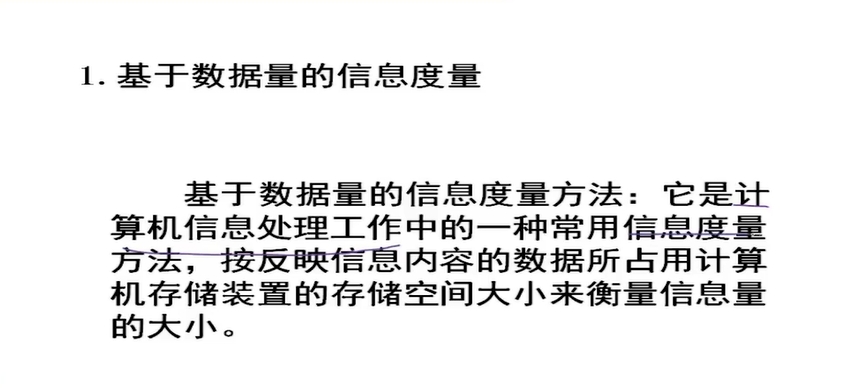 1. 基于数据量的信息度量
基于数据量的信息度量方法：它是计
算机信息处理工作中的一种常用信息度量
方法，按反映信息内容的数据所占用计算
机存储装置的存储空间大小来衡量信息量
的大小。